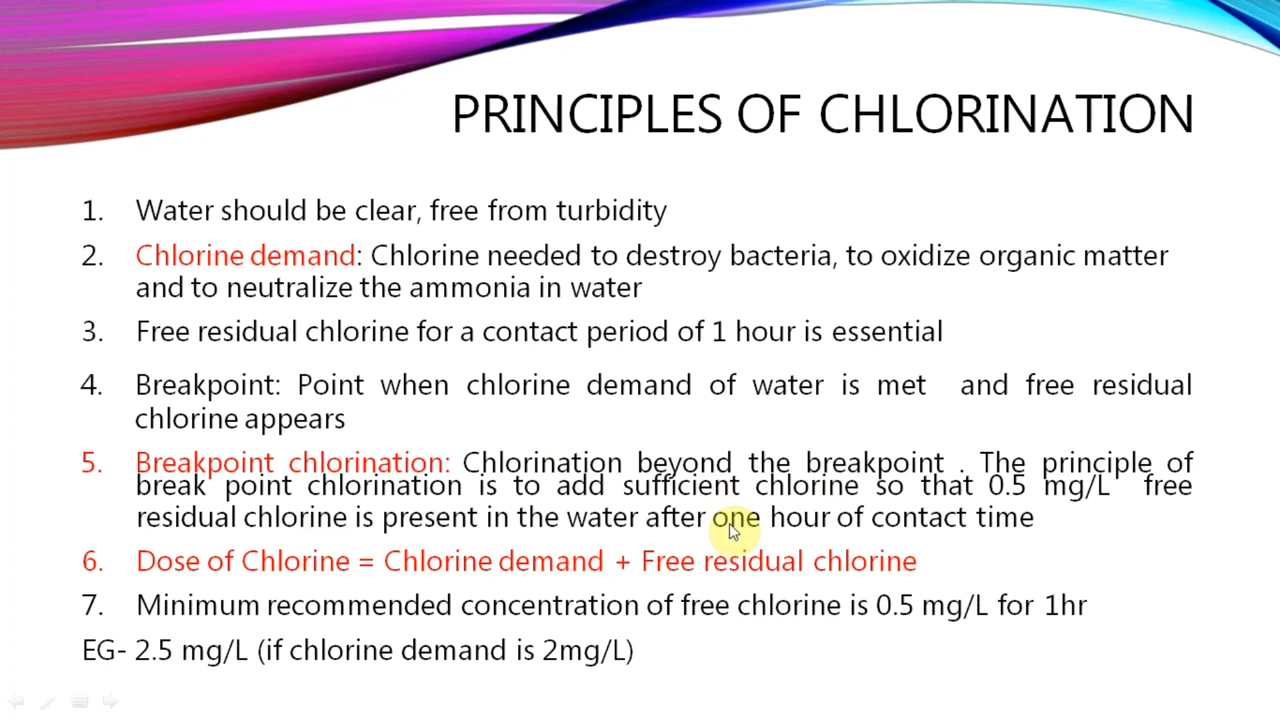 PRINCIPLES OF CHLORINATION
1. Water should be clear, free from turbidity
2. Chlorine demand: Chlorine needed to destroy bacteria, to oxidize organic matter
and to neutralize the ammonia in water
3. Free residual chlorine for a contact period of 1 hour is essential
4. Breakpoint: Point when chlorine demand of water is met and free residual
chlorine appears
5. Breakpoint chlorination: Chlorination beyond the breakpoint . The principle of
break point chlorination is to add sufficient chlorine so that 0.5 mg/L free
residual chlorine is present in the water after one hour of contact time
6. Dose of Chlorine = Chlorine demand + Free residual chlorine
7. Minimum recommended concentration of free chlorine is 0.5 mg/L for 1hr
EG- 2.5 mg/L (if chlorine demand is 2mg/L)